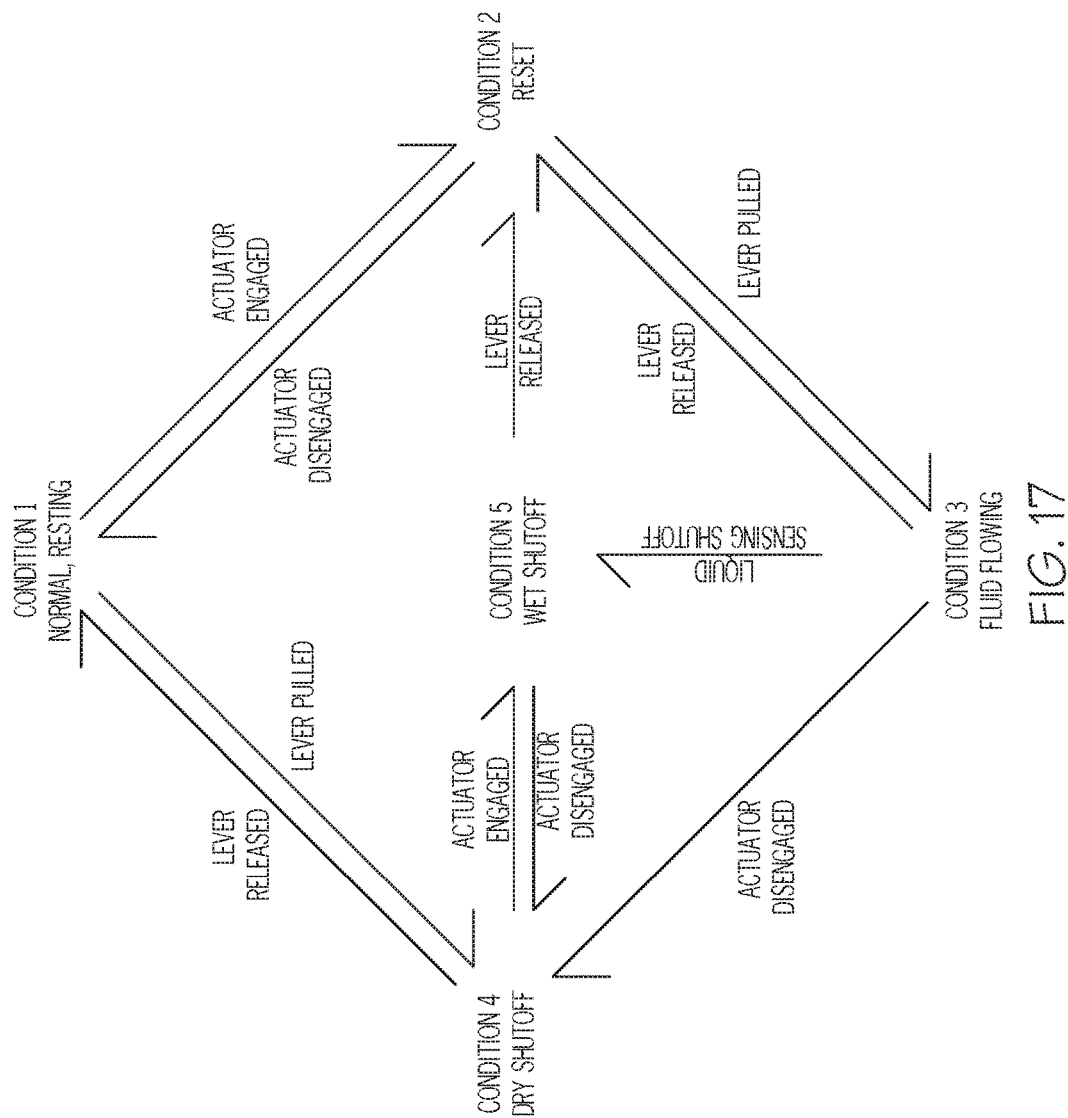 CONDITION 1
NORMAL, RESTING
ACTUATOR
ENGAGED
ACTUATOR
DISENGAGED
CONDITION 2
RESET
LEVER
RELEASED
LEVER PULLED
CONDITION 5
WET SHUTOFF
LEVER
RELEASED
ACTUATOR
ENGAGED
ACTUATOR
DISENGAGED
CONDITION 4
DRY SHUTOFF
LIQUID
SENSING SHUTOFF
LEVER
RELEASED
LEVER PULLED
ACTUATOR
DISENGAGED
CONDITION 3
FLUID FLOWING
FIG. 17